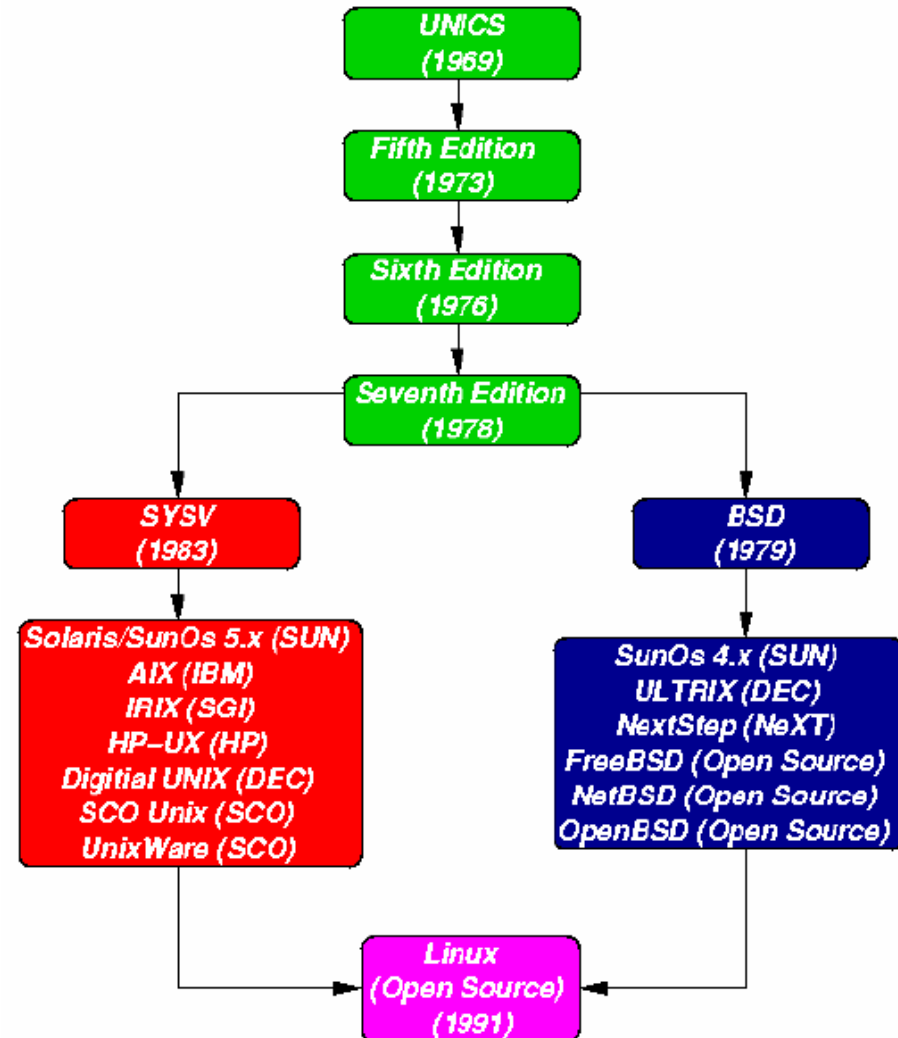 UNICS
(1969)
Fifth Edition
(1973)
Sixth Edition
(1976)
Seventh Edition
(1978)
SYSV
(1983)
BSD
(1979)
Solaris/SunOs 5.x (SUN)
AIX (IBM)
IRIX (SGI)
HP-UX (HP)
Digitial UNIX (DEC)
SCO Unix (SCO)
UnixWare (SCO)
SunOs 4.x (SUN)
ULTRIX (DEC)
NextStep (NeXT)
FreeBSD (Open Source)
NetBSD (Open Source)
OpenBSD (Open Source)
Linux
(Open Source)
(1991)